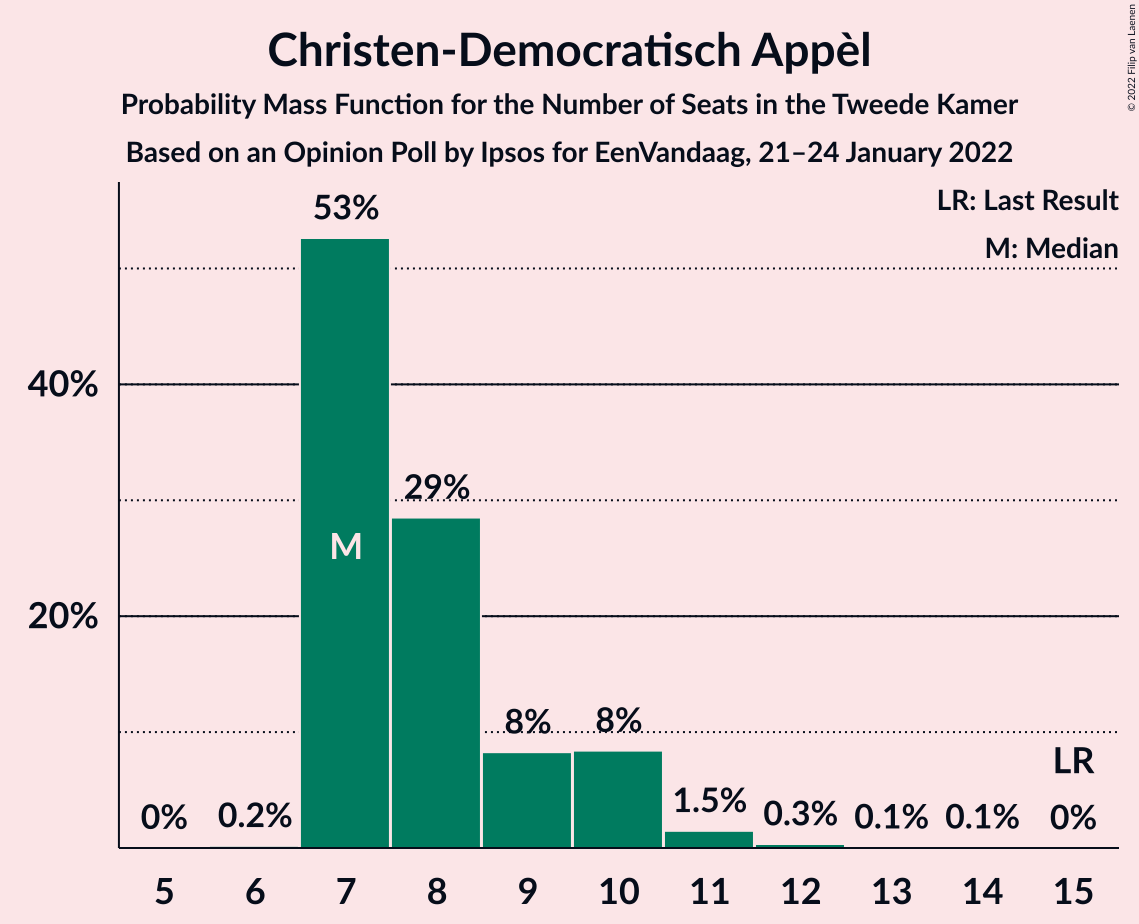 © 2022 Filip van Laenen
Christen-Democratisch Appèl
Probability Mass Function for the Number of Seats in the Tweede Kamer
Based on an Opinion Poll by Ipsos for EenVandaag, 21–24 January 2022
LR: Last Result
M: Median
53%
40%
29%
M
20%
8%
8%
LR
0%
0.2%
1.5%
0.3%
0.1%
0.1%
0%
5 6 7 8 9 10 11 12 13 14 15